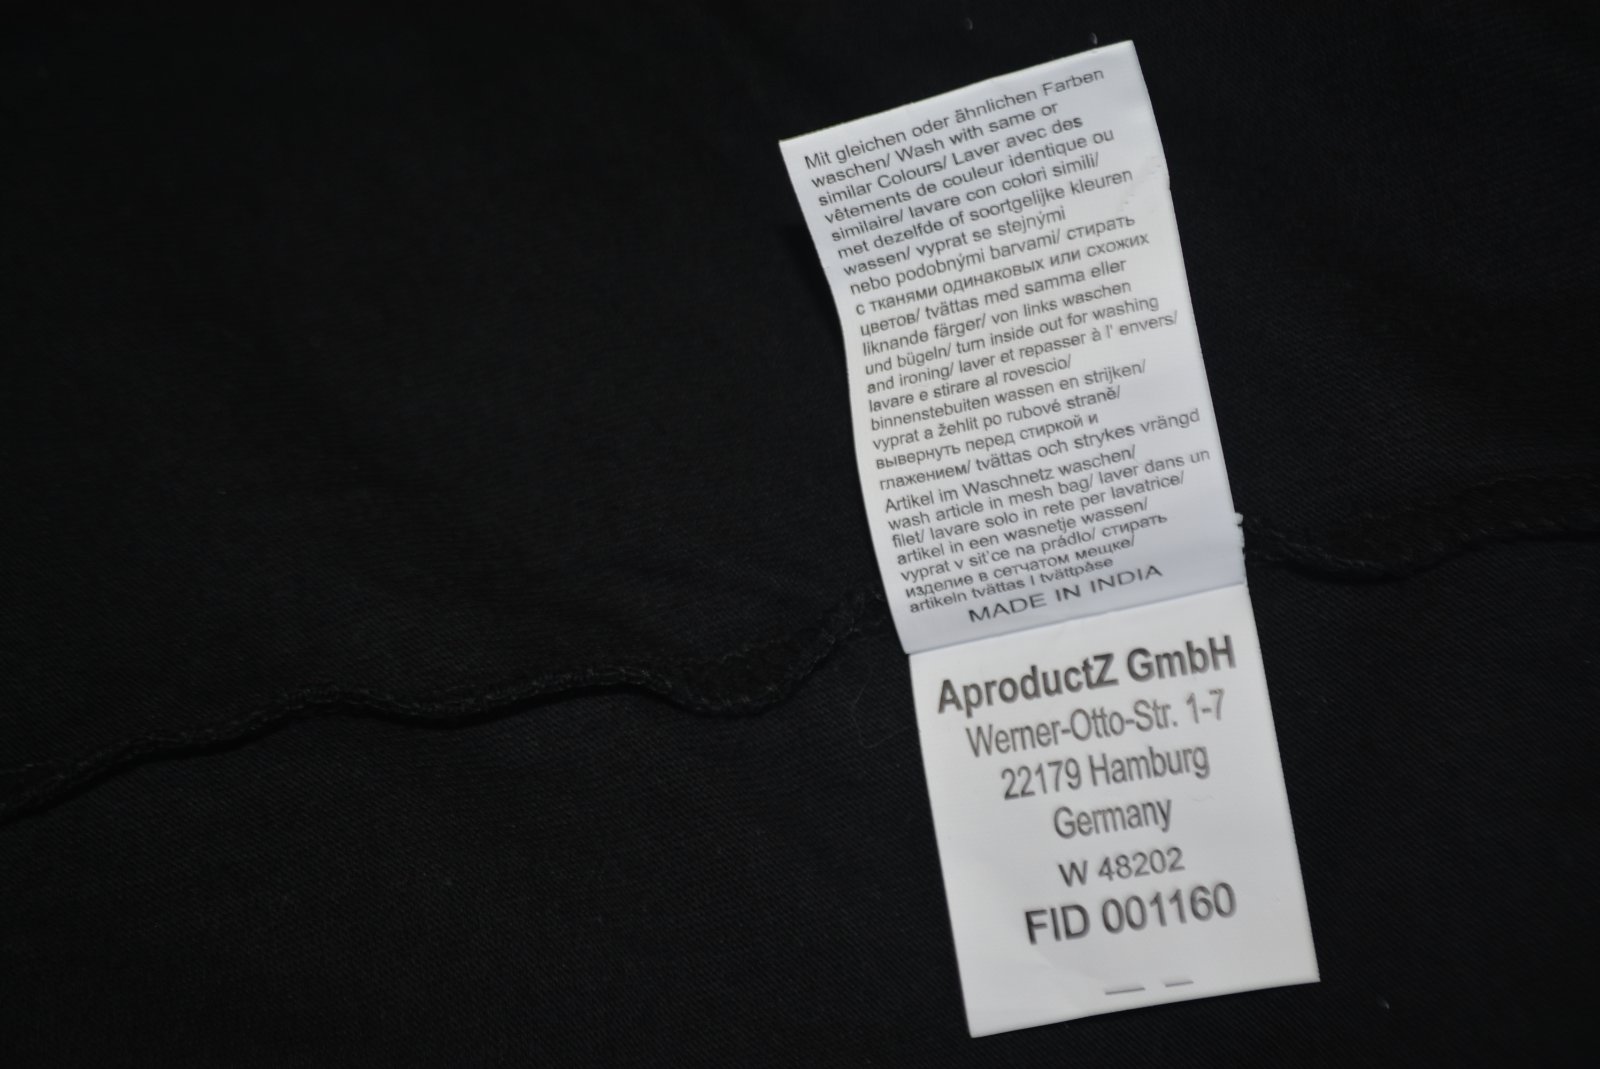 Mit gleichen oder ähnlichen Farben
waschen/ Wash with same or
similar Colours/ Laver avec des
vêtements de couleur identique ou
similaire/ lavare con colori simili/
met dezelfde of soortgelijke kleuren
wassen/ vyprat se stejnými
nebo podobnými barvami/ стирать
с тканями одинаковых или схожих
цветов/ tvättas med samma eller
liknande färger/ von links waschen
und bügeln/ turn inside out for washing
and ironing/ laver et repasser à l' envers/
lavare e stirare al rovescio/
binnenstebuiten wassen en strijken/
vyprat a žehlit po rubové straně/
вывернуть перед стиркой и
глажением/ tvättas och strykes vrängd
Artikel im Waschnetz waschen/
wash article in mesh bag/ laver dans un
filet/ lavare solo in rete per lavatrice/
artikel in een wasnetje wassen/
vyprat v síťce na prádlo/ стирать
изделие в сетчатом мещке/
artikeln tvättas I tvättpåse
MADE IN INDIA
AproductZ GmbH
Werner-Otto-Str. 1-7
22179 Hamburg
Germany
W 48202
FID 001160